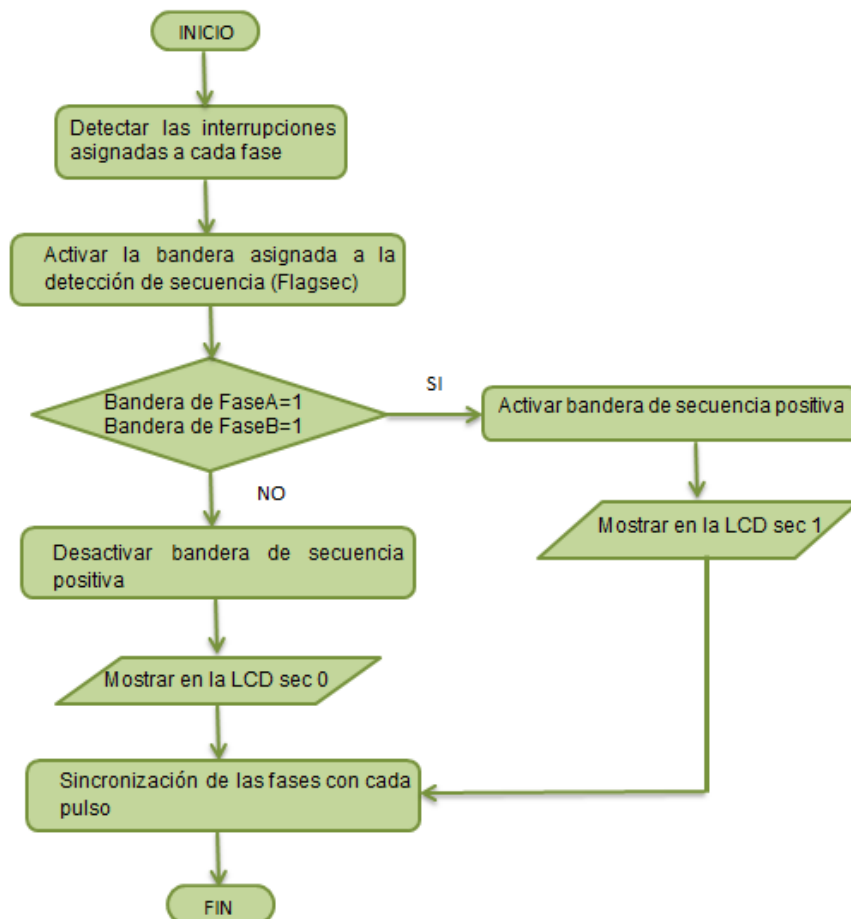 INICIO
Detectar las interrupciones
asignadas a cada fase
Activar la bandera asignada a la
detección de secuencia (Flagsec)
Bandera de FaseA=1
Bandera de FaseB=1
SI
Activar bandera de secuencia positiva
Mostrar en la LCD sec 1
NO
Desactivar bandera de secuencia
positiva
Mostrar en la LCD sec 0
Sincronización de las fases con cada
pulso
FIN